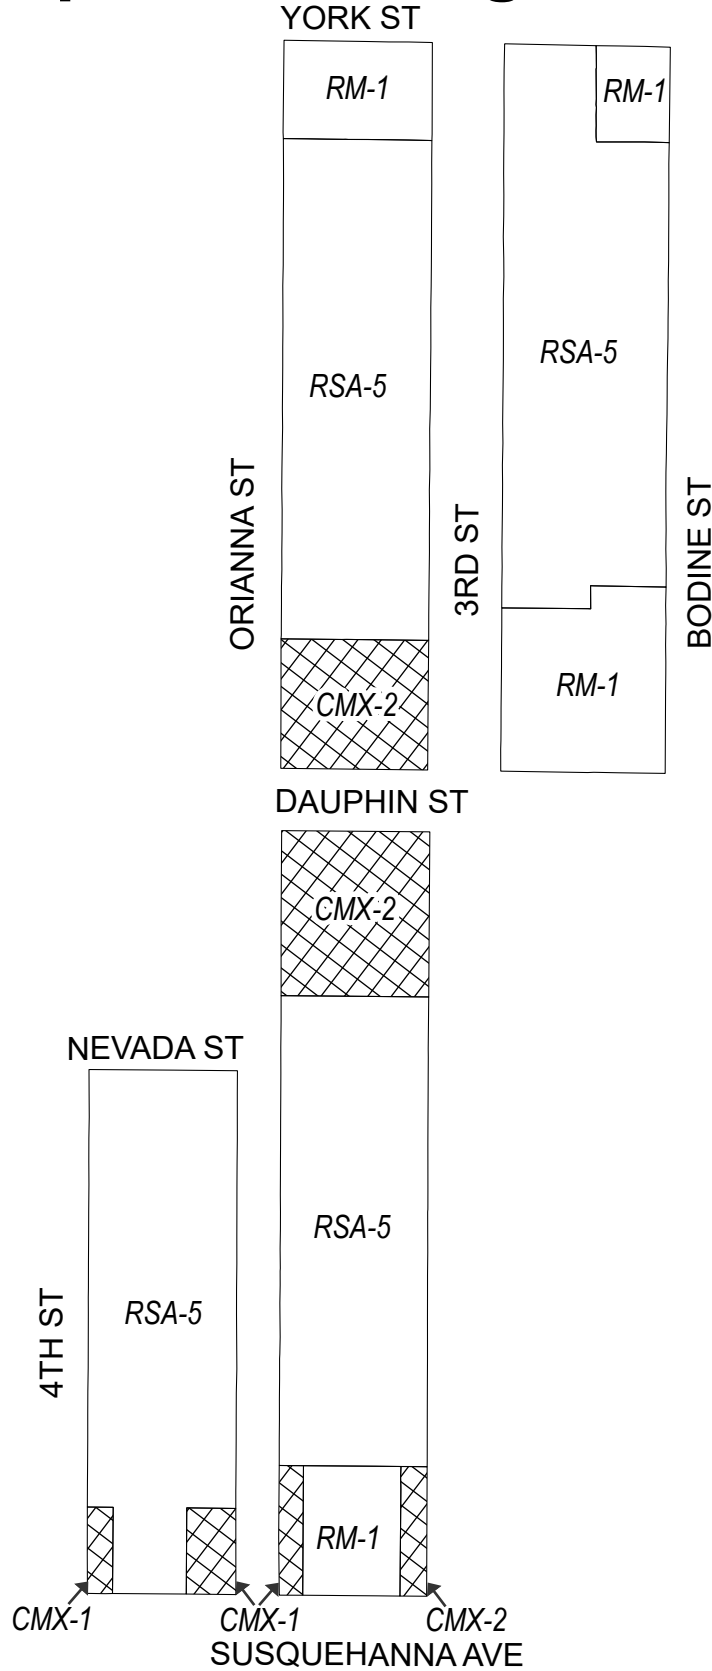 YORK ST
RM-1
RM-1
RSA-5
RSA-5
ORIANNA ST
3RD ST
BODINE ST
CMX-2
RM-1
DAUPHIN ST
CMX-2
NEVADA ST
RSA-5
4TH ST
RSA-5
RM-1
CMX-1
CMX-1
CMX-2
SUSQUEHANNA AVE